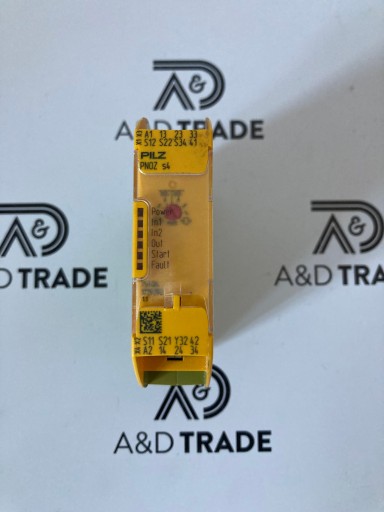 A&D TRADE
A1 13 23 33
S12 S22 S34 41
PILZ
PNOZ s4
Power
In1
In2
Out
Start
Fault
A&D TRADE
A&D TRADE
S11 S21 Y32 42
A2 14 24 34
A&D TRADE